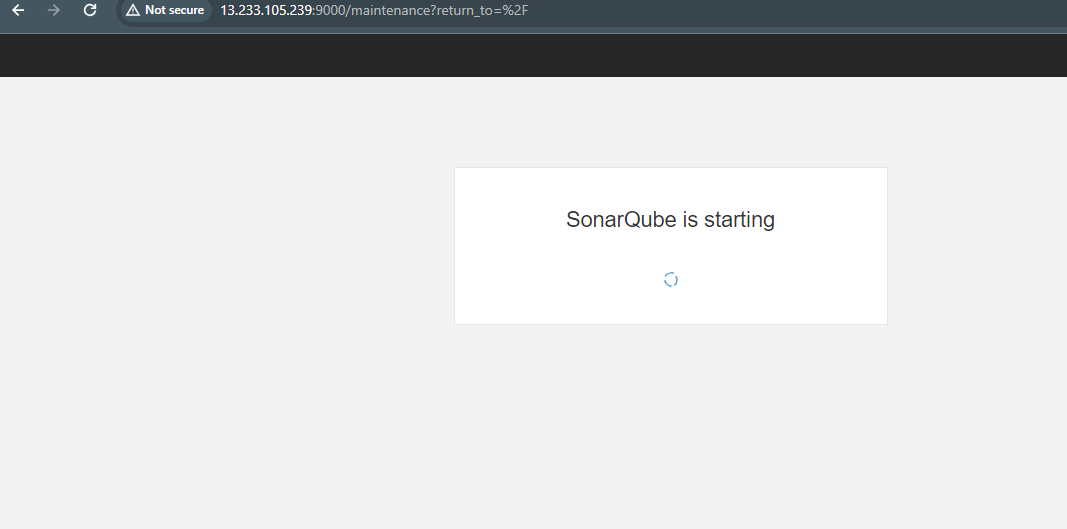 Not secure 13.233.105.239:9000/maintenance?return_to=%2F
SonarQube is starting